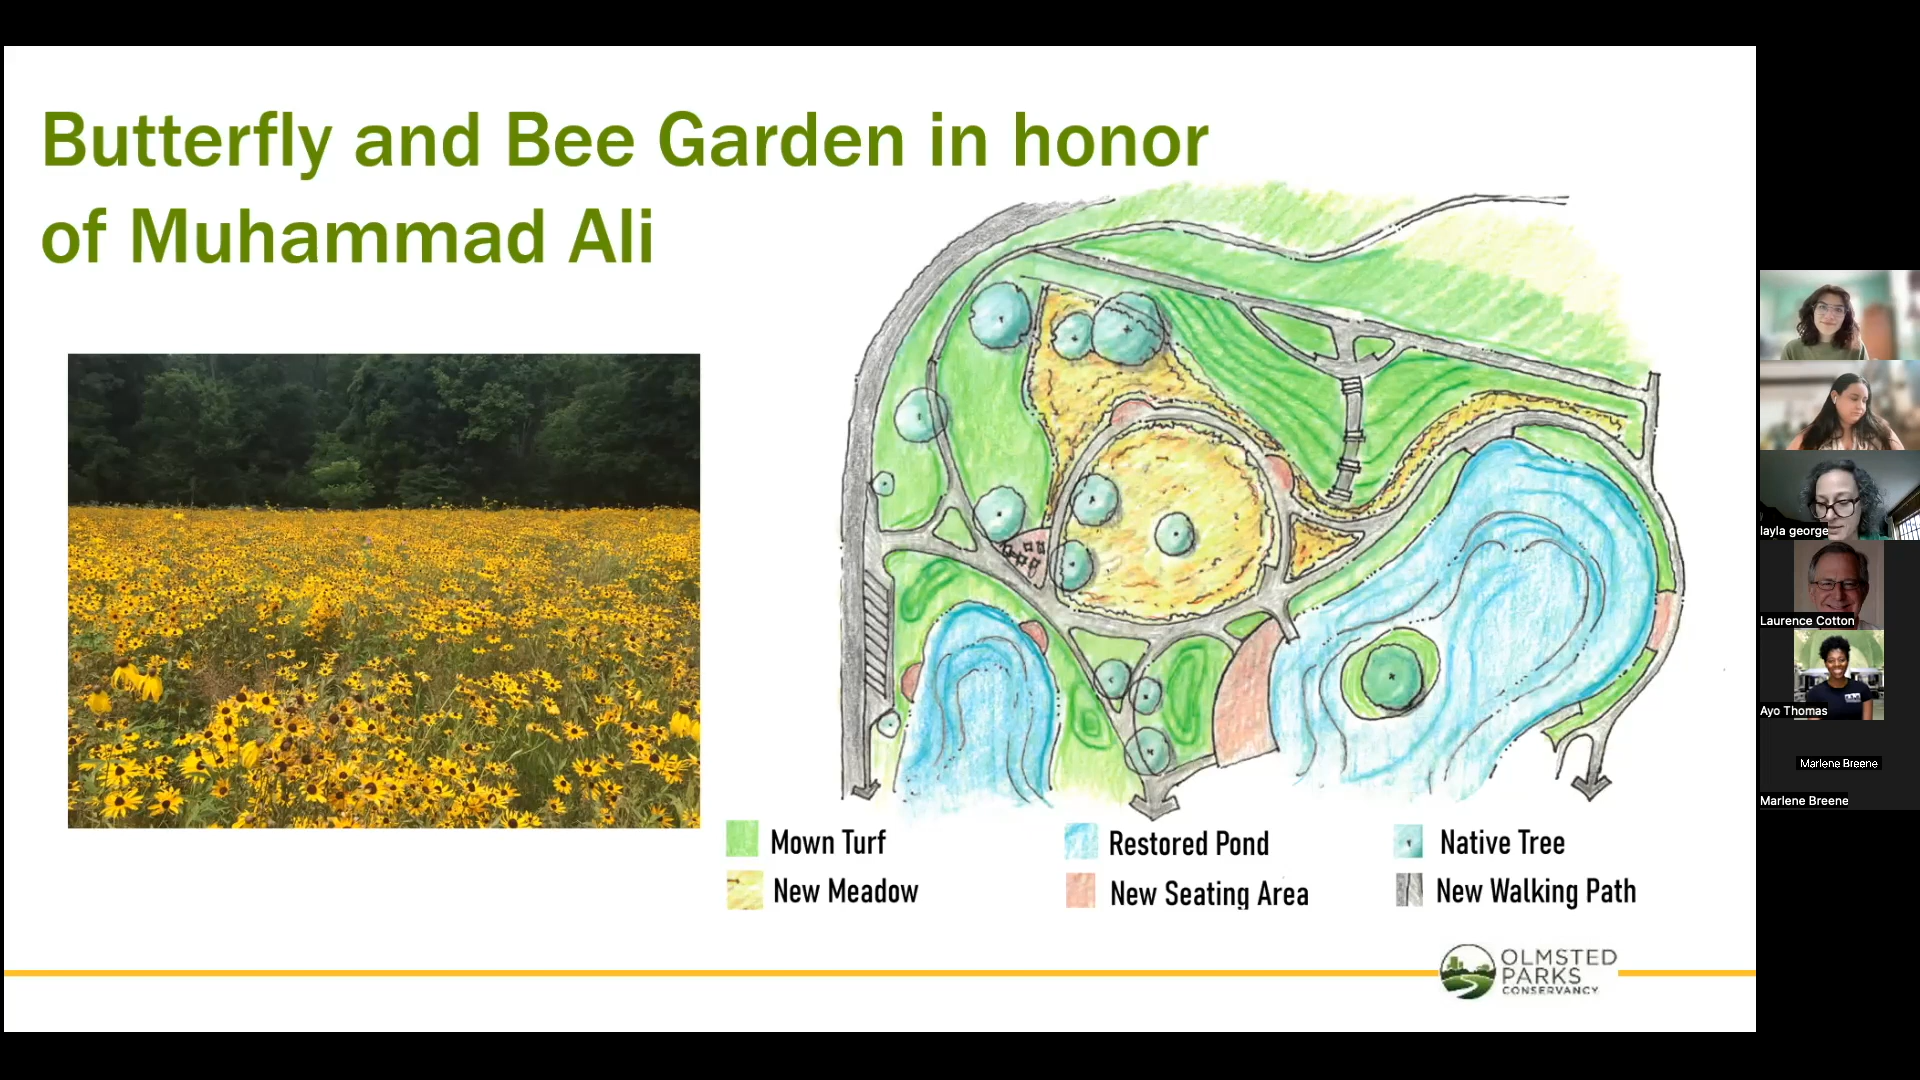 Butterfly and Bee Garden in honor
of Muhammad Ali
Mown Turf
Restored Pond
Native Tree
New Meadow
New Seating Area
New Walking Path
OLMSTED
PARKS
CONSERVANCY
layla george
Laurence Cotton
Ayo Thomas
Marlene Breene
Marlene Breene